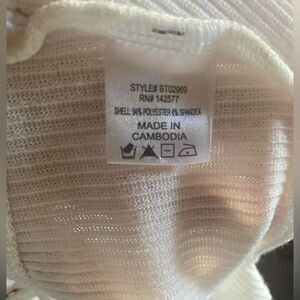 STYLE# BT02969
RN# 142577
SHELL: 94% POLYESTER 6% SPANDEX
MADE IN
CAMBODIA